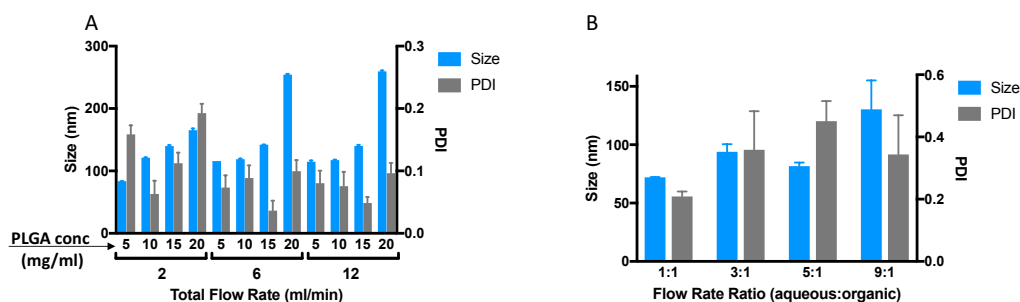 A
300
200
100
0
Size (nm)
0.3
0.2
0.1
0.0
PDI
Size
PDI
PLGA conc
(mg/ml)
5 10 15 20 5 10 15 20 5 10 15 20
2 6 12
Total Flow Rate (ml/min)
B
150
100
50
0
Size (nm)
0.6
0.4
0.2
0.0
PDI
Size
PDI
1:1 3:1 5:1 9:1
Flow Rate Ratio (aqueous:organic)